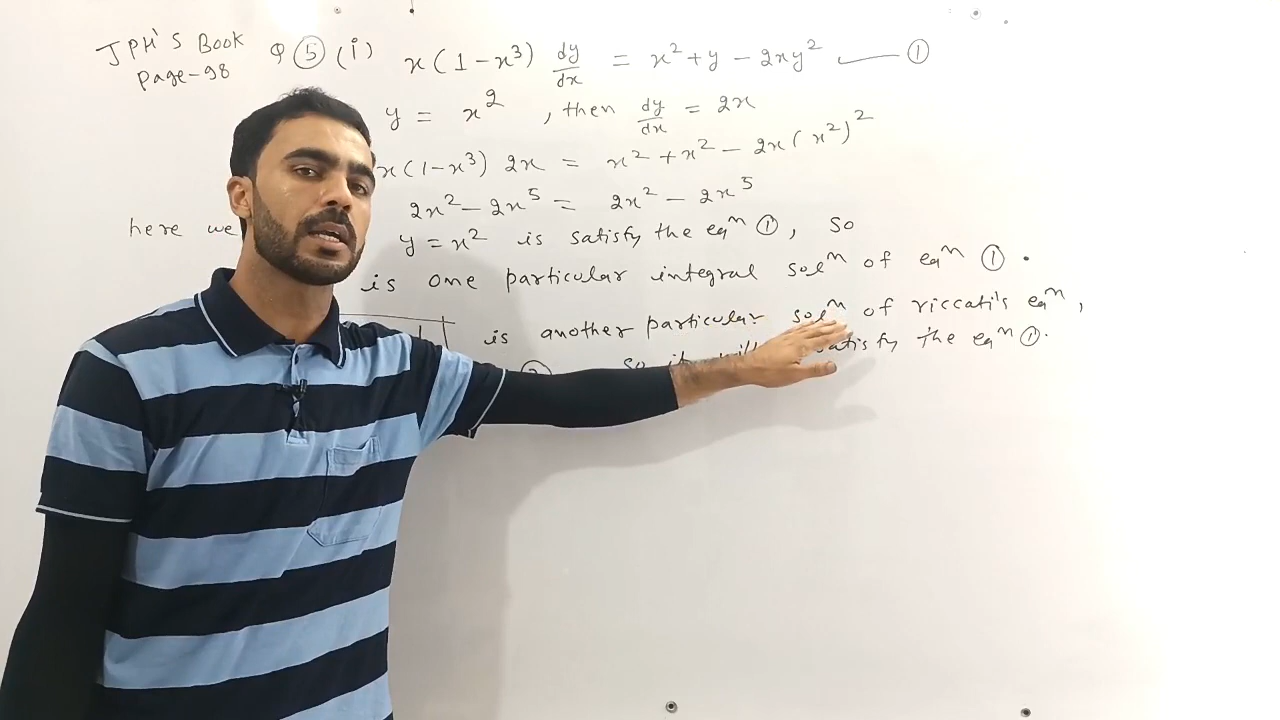 JPH'S Book
Page-98
Q ⑤ (i) x(1-x³) dy/dx = x²+y-2xy² — ①
y = x² , then dy/dx = 2x
x(1-x³) 2x = x²+x²-2x(x²)²
2x²-2x⁵ = 2x²-2x⁵
here we y = x² is satisfy the eqⁿ ①, so
is one particular integral solⁿ of eqⁿ ① .
is another particular solⁿ of riccati's eqⁿ,
② so it will satisfy the eqⁿ ①.